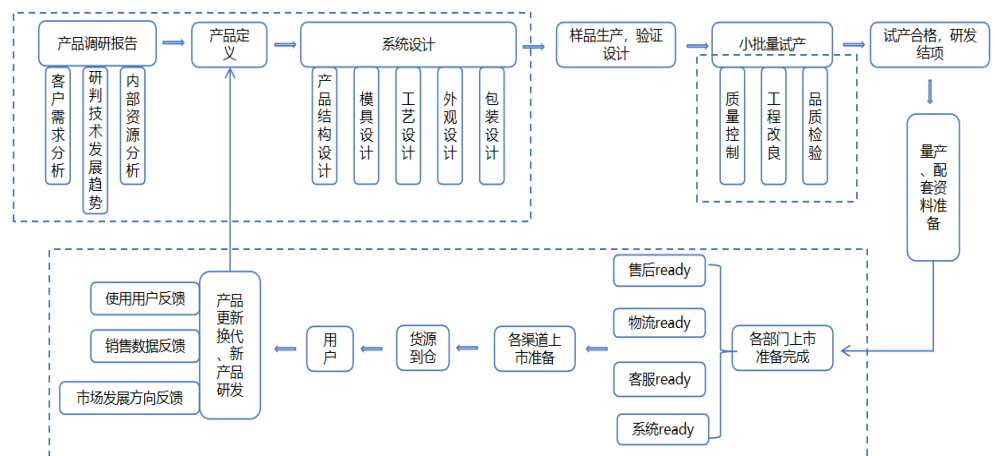 产品调研报告
客户需求分析
研判技术发展趋势
内部资源分析
产品定
义
系统设计
产品结构设计
模具设计
工艺设计
外观设计
包装设计
样品生产，验证
设计
小批量试产
质量控制
工程改良
品质检验
试产合格，研发
结项
量产
、配
套资
料准
备
各部门上市
准备完成
售后ready
物流ready
客服ready
系统ready
各渠道上
市准备
货源
到仓
用
户
产品
更新
换代
、新
产品
研发
使用用户反馈
销售数据反馈
市场发展方向反馈